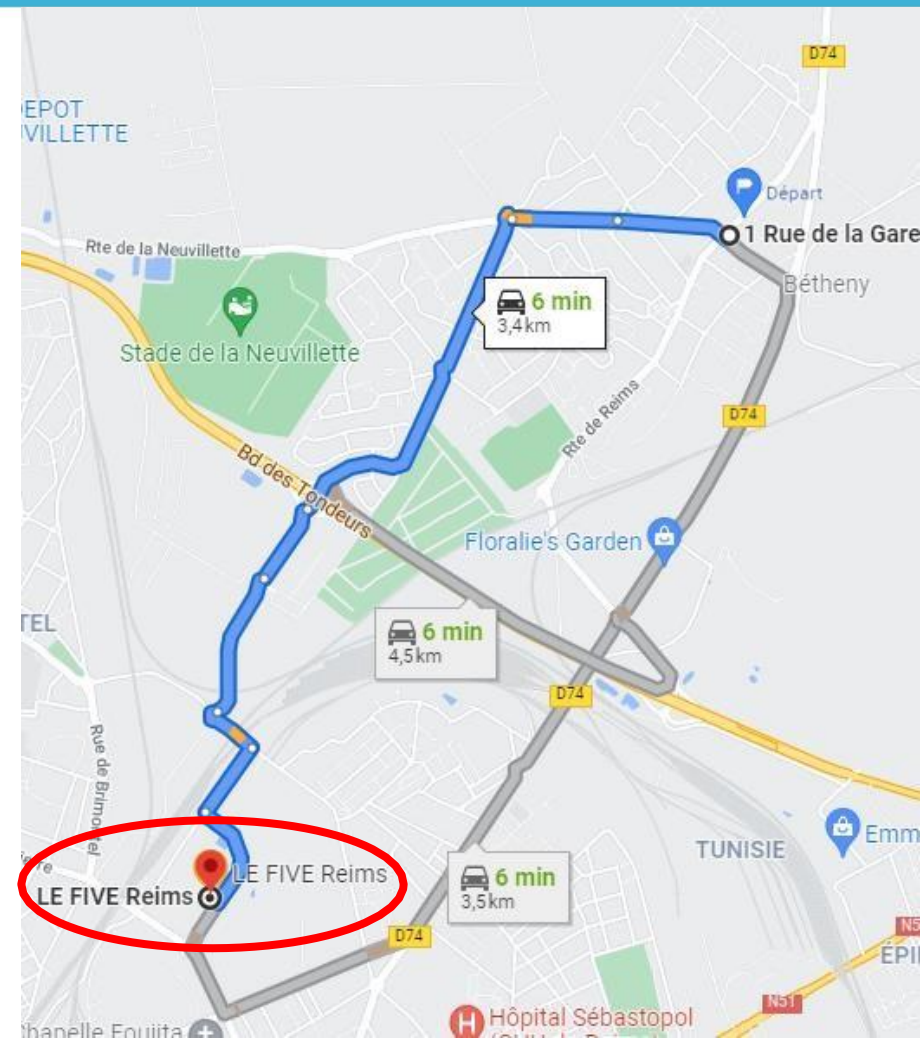 D74
EPOT
VILLETTE
Départ
1 Rue de la Gare
Rte de la Neuvillette
Bétheny
6 min
3,4 km
Stade de la Neuvillette
Rte de Reims
D74
Bd des Tondeurs
Floralie's Garden
TEL
6 min
4,5 km
D74
Rue de Brimontel
TUNISIE
Emm
ierre
LE FIVE Reims
LE FIVE Reims
6 min
3,5 km
D74
N5
ÉPI
N51
Hôpital Sébastopol
Chapelle Foujita